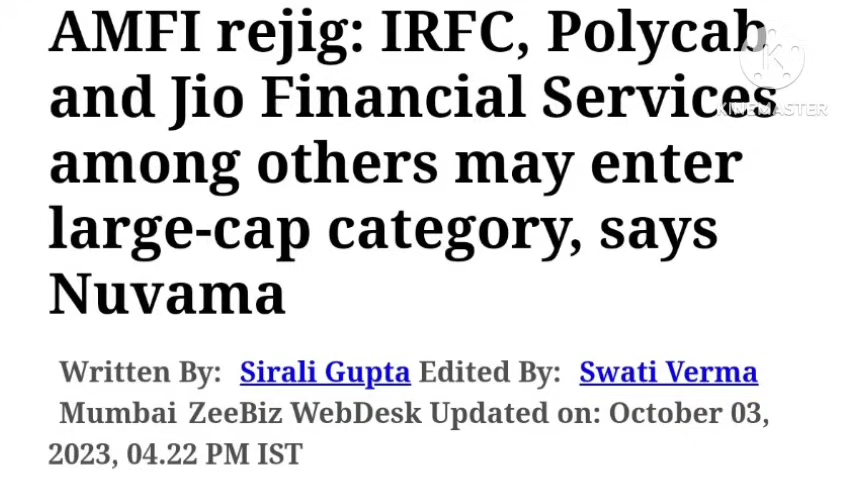 AMFI rejig: IRFC, Polycab
and Jio Financial Services
among others may enter
large-cap category, says
Nuvama
Written By: Sirali Gupta Edited By: Swati Verma
Mumbai ZeeBiz WebDesk Updated on: October 03,
2023, 04.22 PM IST
K
KINEMASTER